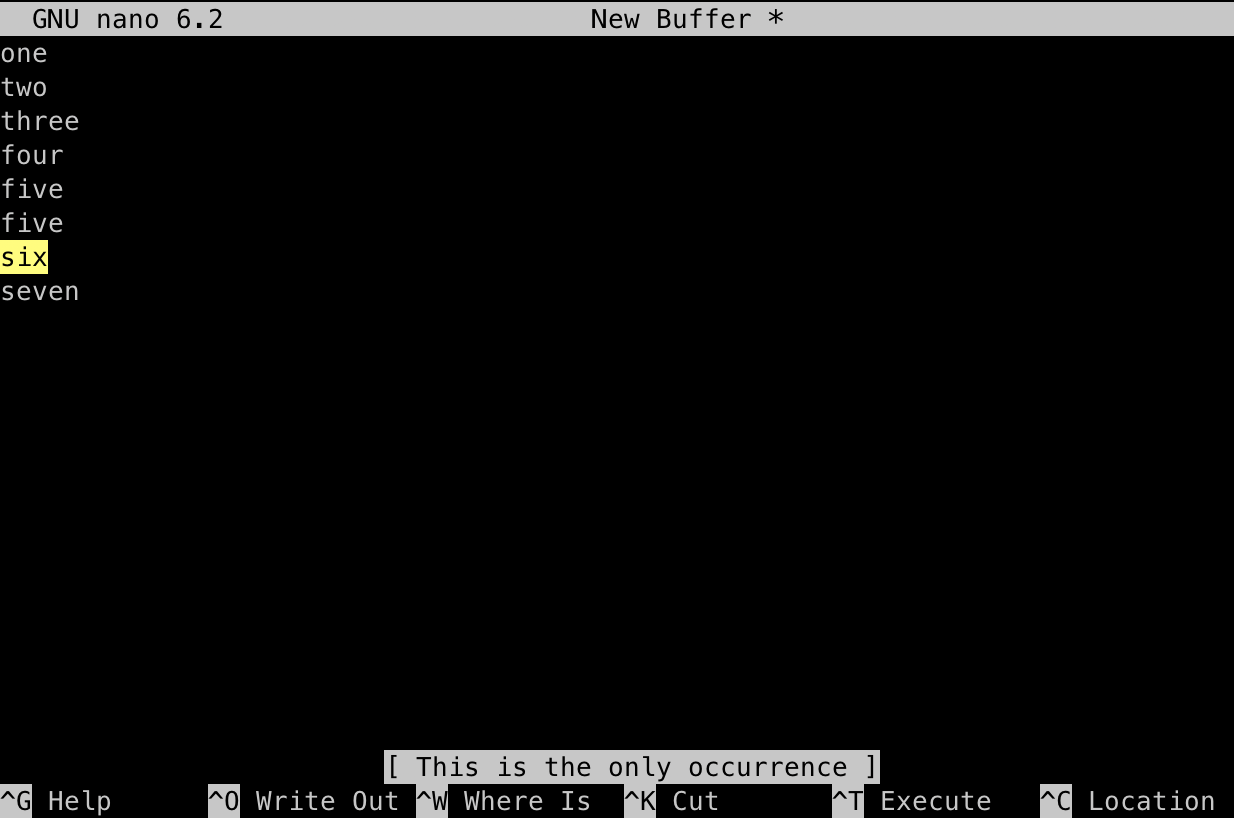 GNU nano 6.2 New Buffer *
one
two
three
four
five
five
six
seven
[ This is the only occurrence ]
^G Help ^O Write Out ^W Where Is ^K Cut ^T Execute ^C Location